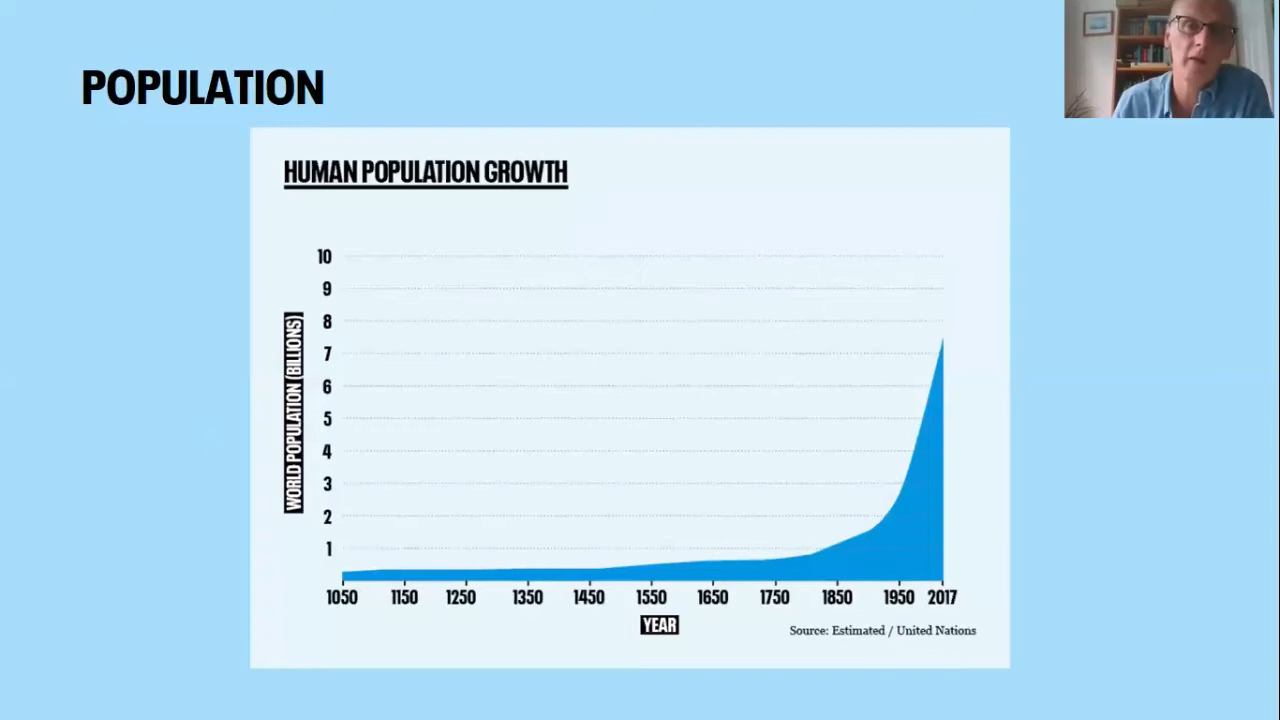 POPULATION
HUMAN POPULATION GROWTH
WORLD POPULATION (BILLIONS)
10
9
8
7
6
5
4
3
2
1
1050 1150 1250 1350 1450 1550 1650 1750 1850 1950 2017
YEAR
Source: Estimated / United Nations